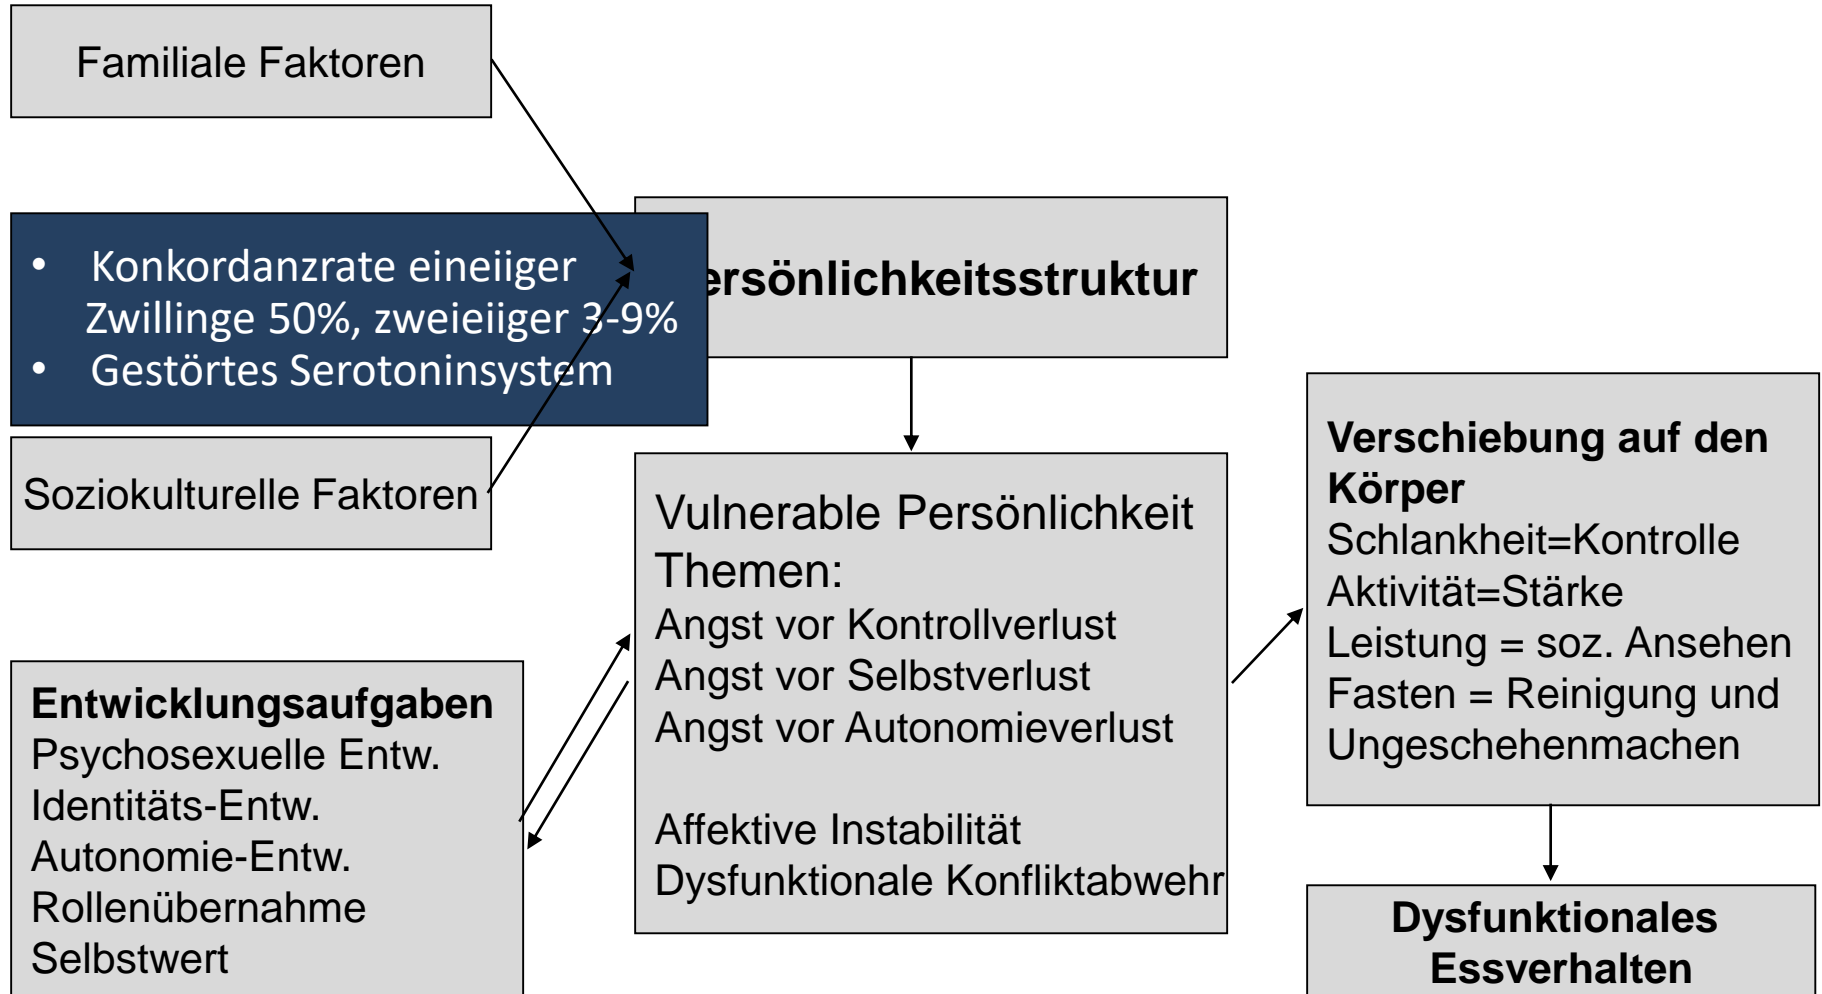 Familiale Faktoren
• Konkordanzrate eineiiger
Zwillinge 50%, zweieiiger 3-9%
• Gestörtes Serotoninsystem
ersönlichkeitsstruktur
Soziokulturelle Faktoren
Vulnerable Persönlichkeit
Themen:
Angst vor Kontrollverlust
Angst vor Selbstverlust
Angst vor Autonomieverlust
Affektive Instabilität
Dysfunktionale Konfliktabwehr
Entwicklungsaufgaben
Psychosexuelle Entw.
Identitäts-Entw.
Autonomie-Entw.
Rollenübernahme
Selbstwert
Verschiebung auf den
Körper
Schlankheit=Kontrolle
Aktivität=Stärke
Leistung = soz. Ansehen
Fasten = Reinigung und
Ungeschehenmachen
Dysfunktionales
Essverhalten